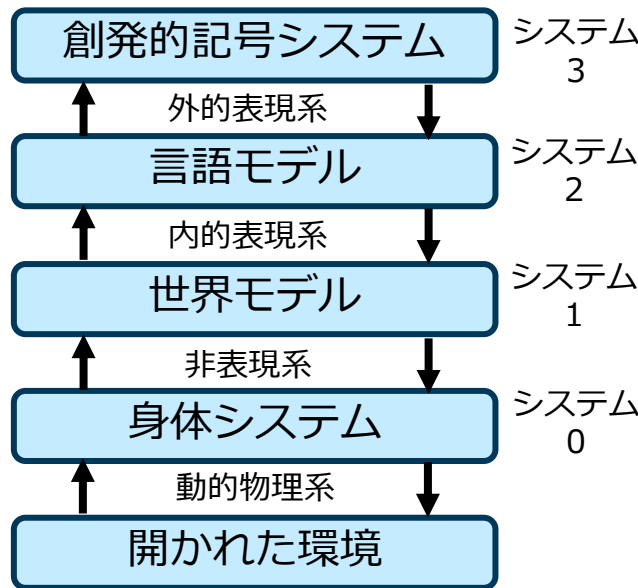 創発的記号システム
システム
3
外的表現系
言語モデル
システム
2
内的表現系
世界モデル
システム
1
非表現系
身体システム
システム
0
動的物理系
開かれた環境